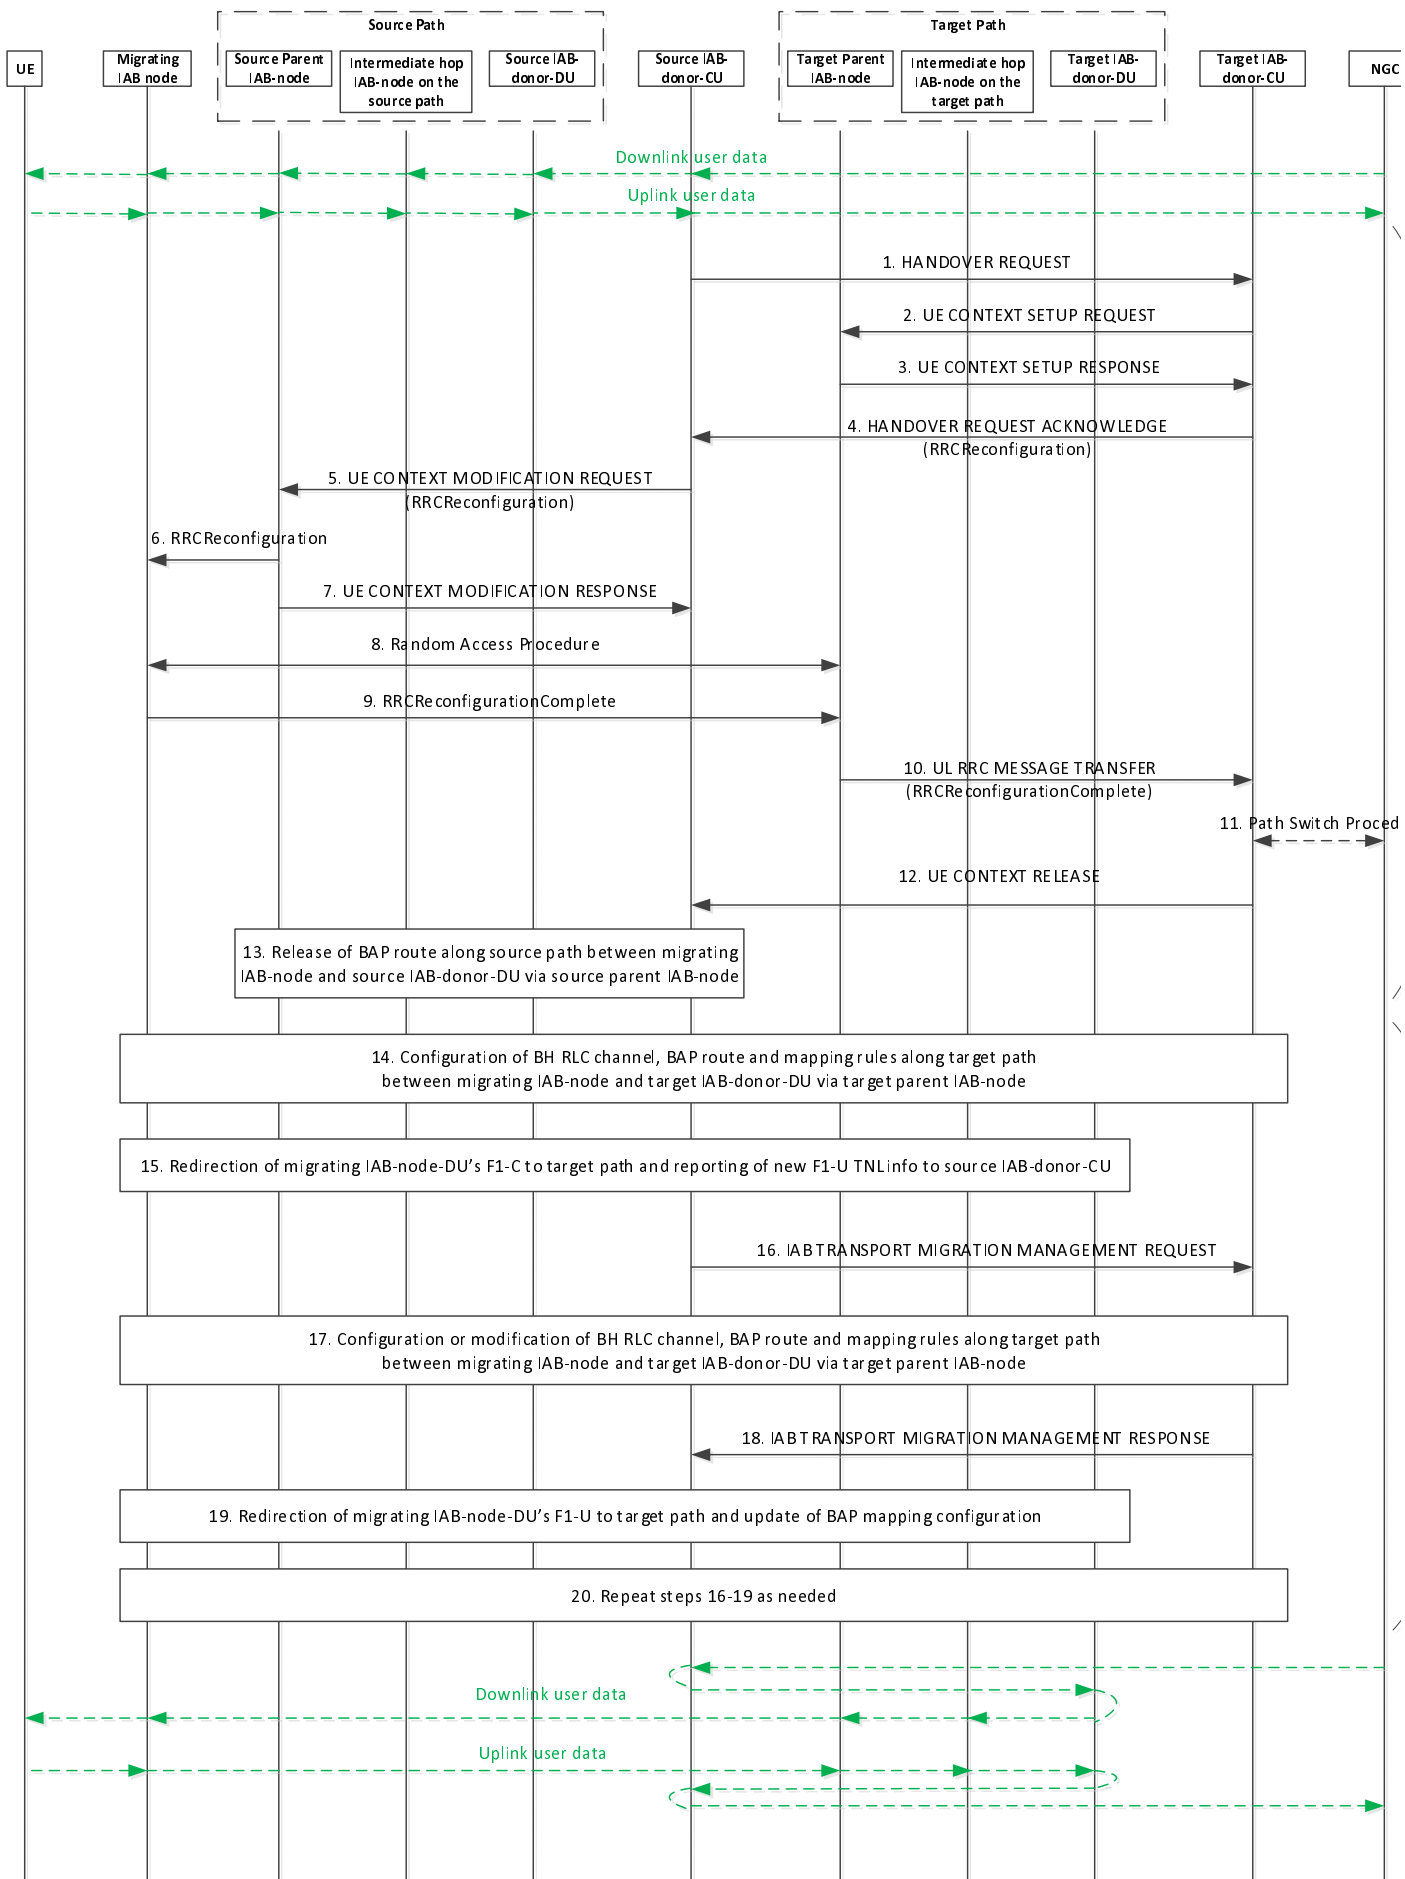 Source Path
Target Path
UE
Migrating
IAB node
Source Parent
IAB-node
Intermediate hop
IAB-node on the
source path
Source IAB-
donor-DU
Source IAB-
donor-CU
Target Parent
IAB-node
Intermediate hop
IAB-node on the
target path
Target IAB-
donor-DU
Target IAB-
donor-CU
NGC
Downlink user data
Uplink user data
1. HANDOVER REQUEST
2. UE CONTEXT SETUP REQUEST
3. UE CONTEXT SETUP RESPONSE
4. HANDOVER REQUEST ACKNOWLEDGE
(RRCReconfiguration)
5. UE CONTEXT MODIFICATION REQUEST
(RRCReconfiguration)
6. RRCReconfiguration
7. UE CONTEXT MODIFICATION RESPONSE
8. Random Access Procedure
9. RRCReconfigurationComplete
10. UL RRC MESSAGE TRANSFER
(RRCReconfigurationComplete)
11. Path Switch Proced
12. UE CONTEXT RELEASE
13. Release of BAP route along source path between migrating
IAB-node and source IAB-donor-DU via source parent IAB-node
14. Configuration of BH RLC channel, BAP route and mapping rules along target path
between migrating IAB-node and target IAB-donor-DU via target parent IAB-node
15. Redirection of migrating IAB-node-DU’s F1-C to target path and reporting of new F1-U TNL info to source IAB-donor-CU
16. IAB TRANSPORT MIGRATION MANAGEMENT REQUEST
17. Configuration or modification of BH RLC channel, BAP route and mapping rules along target path
between migrating IAB-node and target IAB-donor-DU via target parent IAB-node
18. IAB TRANSPORT MIGRATION MANAGEMENT RESPONSE
19. Redirection of migrating IAB-node-DU’s F1-U to target path and update of BAP mapping configuration
20. Repeat steps 16-19 as needed
Downlink user data
Uplink user data